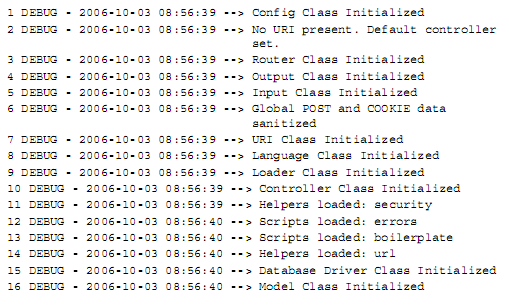 1 DEBUG - 2006-10-03 08:56:39 --> Config Class Initialized
2 DEBUG - 2006-10-03 08:56:39 --> No URI present. Default controller
set.
3 DEBUG - 2006-10-03 08:56:39 --> Router Class Initialized
4 DEBUG - 2006-10-03 08:56:39 --> Output Class Initialized
5 DEBUG - 2006-10-03 08:56:39 --> Input Class Initialized
6 DEBUG - 2006-10-03 08:56:39 --> Global POST and COOKIE data
sanitized
7 DEBUG - 2006-10-03 08:56:39 --> URI Class Initialized
8 DEBUG - 2006-10-03 08:56:39 --> Language Class Initialized
9 DEBUG - 2006-10-03 08:56:39 --> Loader Class Initialized
10 DEBUG - 2006-10-03 08:56:39 --> Controller Class Initialized
11 DEBUG - 2006-10-03 08:56:39 --> Helpers loaded: security
12 DEBUG - 2006-10-03 08:56:40 --> Scripts loaded: errors
13 DEBUG - 2006-10-03 08:56:40 --> Scripts loaded: boilerplate
14 DEBUG - 2006-10-03 08:56:40 --> Helpers loaded: url
15 DEBUG - 2006-10-03 08:56:40 --> Database Driver Class Initialized
16 DEBUG - 2006-10-03 08:56:40 --> Model Class Initialized